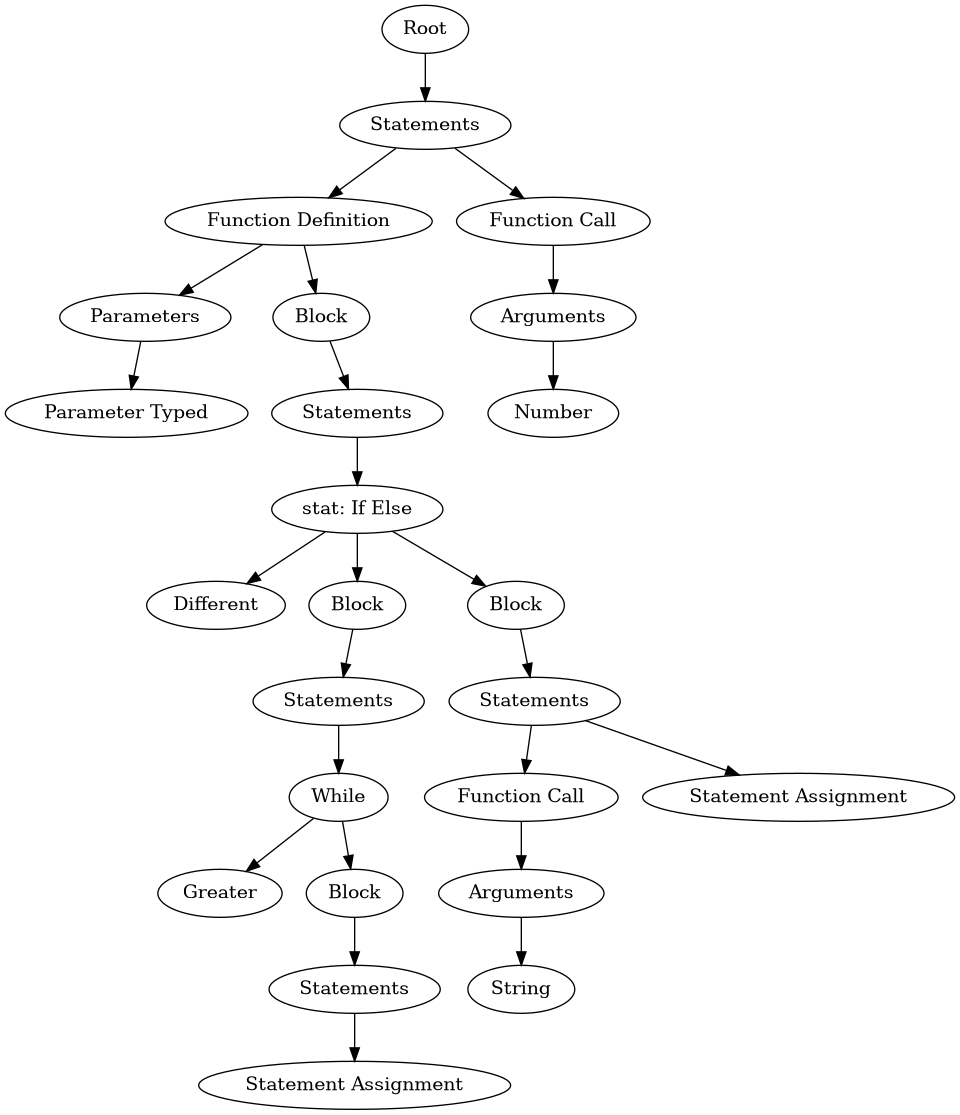 Root
Statements
Function Definition
Function Call
Parameters
Block
Arguments
Parameter Typed
Statements
Number
stat: If Else
Different
Block
Block
Statements
Statements
While
Function Call
Statement Assignment
Greater
Block
Arguments
Statements
String
Statement Assignment